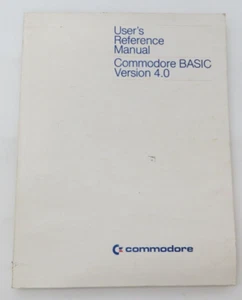 User's
Reference
Manual
Commodore BASIC
Version 4.0
commodore